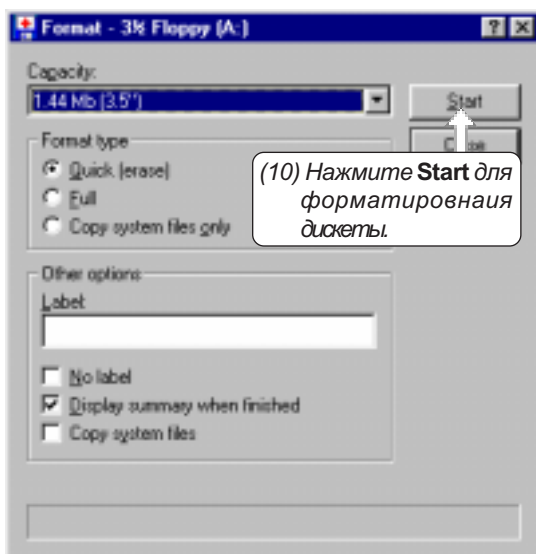 Format - 3½ Floppy (A:)
Capacity:
1.44 Mb (3.5")
Start
Format type
Close
Quick (erase)
(10) Нажмите Start для
форматировнаия
дискеты.
Full
Copy system files only
Other options
Label
No label
Display summary when finished
Copy system files